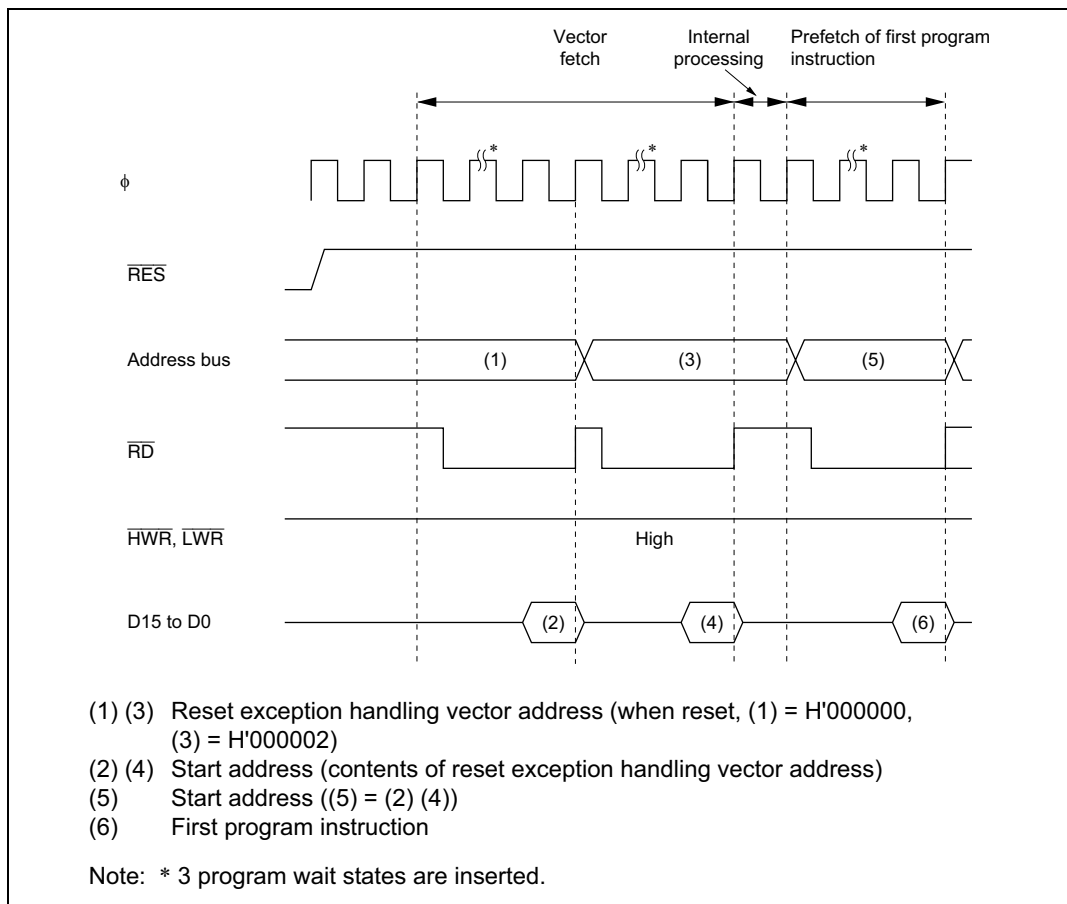 Vector fetch
Internal processing
Prefetch of first program instruction
*
*
*
ϕ
RES
Address bus
(1)
(3)
(5)
RD
HWR, LWR
High
D15 to D0
(2)
(4)
(6)
(1) (3) Reset exception handling vector address (when reset, (1) = H'000000,
(3) = H'000002)
(2) (4) Start address (contents of reset exception handling vector address)
(5) Start address ((5) = (2) (4))
(6) First program instruction
Note: * 3 program wait states are inserted.